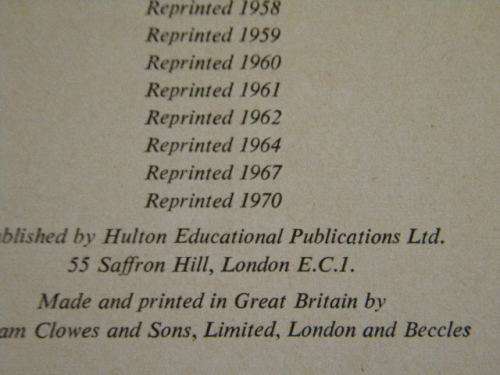 Reprinted 1958
Reprinted 1959
Reprinted 1960
Reprinted 1961
Reprinted 1962
Reprinted 1964
Reprinted 1967
Reprinted 1970
ublished by Hulton Educational Publications Ltd.
55 Saffron Hill, London E.C.1.
Made and printed in Great Britain by
am Clowes and Sons, Limited, London and Beccles